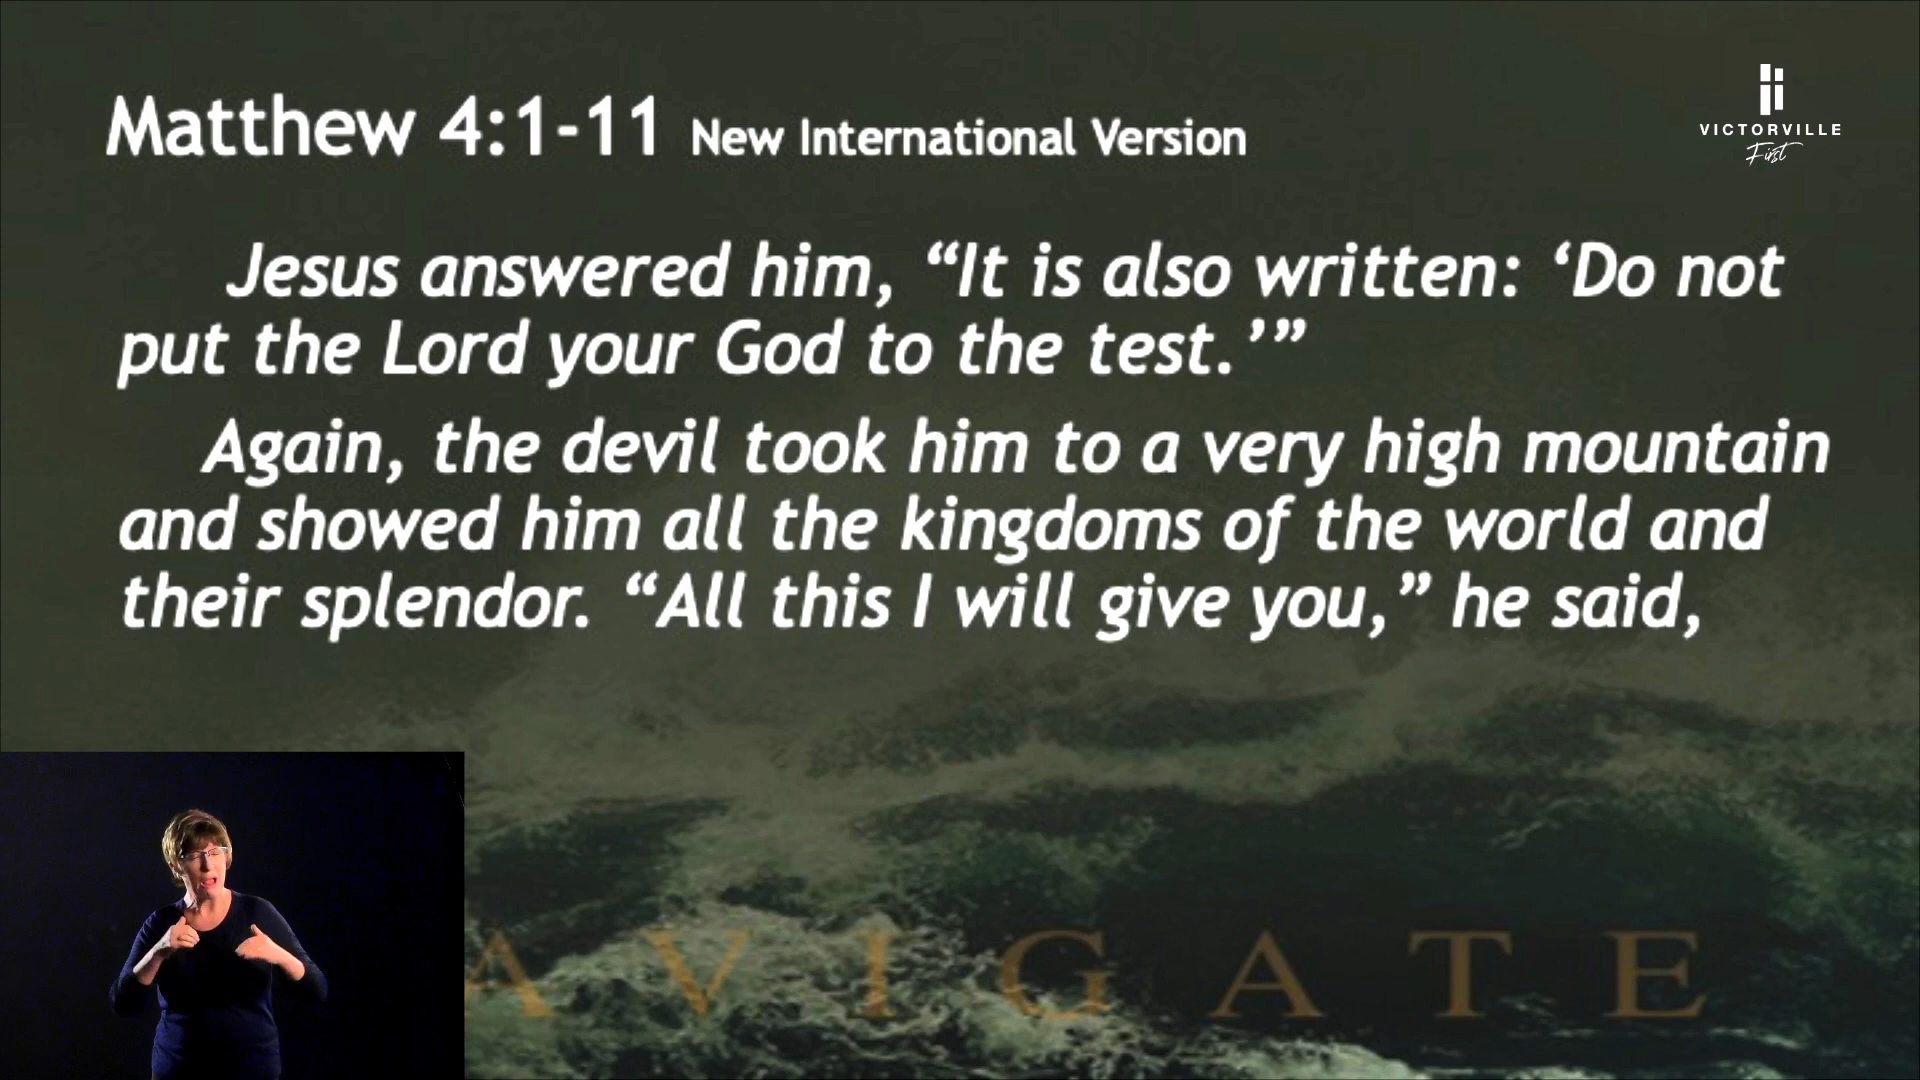 Matthew 4:1-11 New International Version
VICTORVILLE
First
Jesus answered him, “It is also written: ‘Do not
put the Lord your God to the test.’”
Again, the devil took him to a very high mountain
and showed him all the kingdoms of the world and
their splendor. “All this I will give you,” he said,
AVIGATE